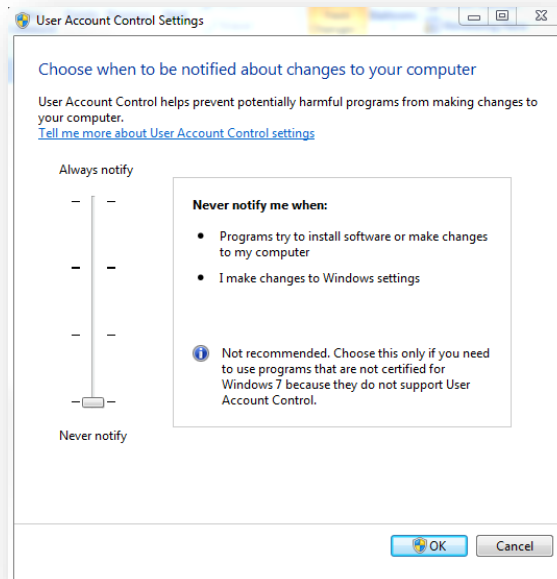 User Account Control Settings
Choose when to be notified about changes to your computer
User Account Control helps prevent potentially harmful programs from making changes to
your computer.
Tell me more about User Account Control settings
Always notify
Never notify me when:
Programs try to install software or make changes
to my computer
I make changes to Windows settings
Not recommended. Choose this only if you need
to use programs that are not certified for
Windows 7 because they do not support User
Account Control.
Never notify
OK
Cancel